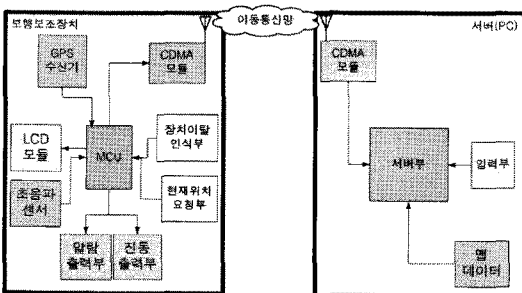 보행보조장치
이동통신망
서버(PC)
GPS
수신기
CDMA
모듈
CDMA
모듈
LCD
모듈
MCU
장치이탈
인식부
서버부
입력부
초음파
센서
현재위치
요청부
알람
출력부
진동
출력부
맵
데이터